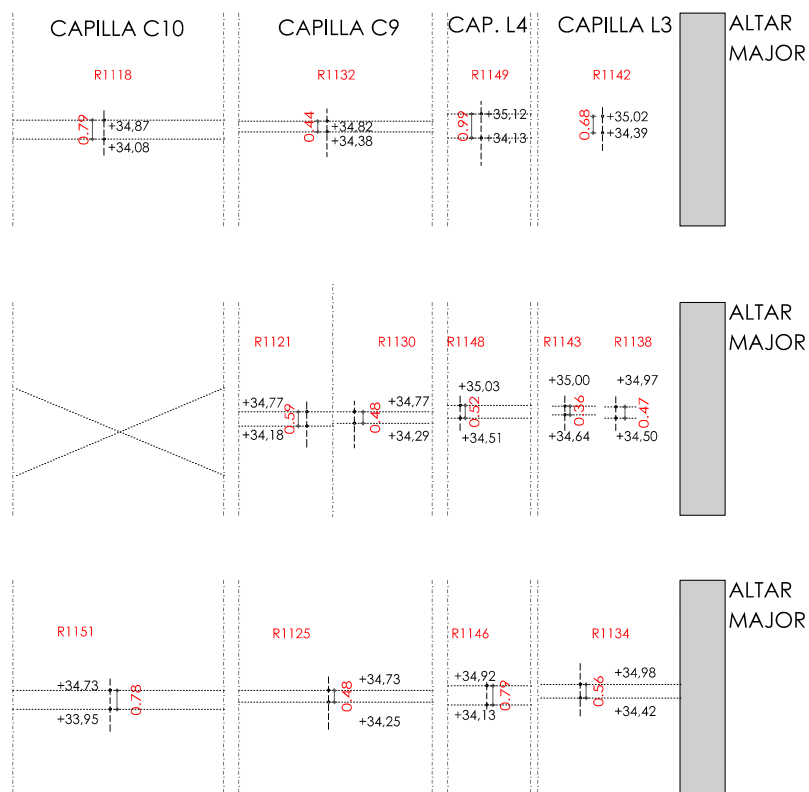 CAPILLA C10 CAPILLA C9 CAP. L4 CAPILLA L3 ALTAR
MAJOR
R1118 R1132 R1149 R1142
0.79 +34,87 0.44 +34,82 0.99 +35,12 0.68 +35,02
+34,08 +34,38 +34,13 +34,39
ALTAR
MAJOR
R1121 R1130 R1148 R1143 R1138
+35,03 +35,00 +34,97
+34,77 0.59 0.48 +34,77 0.52 0.36 0.47
+34,18 +34,29 +34,51 +34,64 +34,50
ALTAR
MAJOR
R1151 R1125 R1146 R1134
+34,73 0.78 0.48 +34,73 +34,92 0.79 0.56 +34,98
+33,95 +34,25 +34,13 +34,42